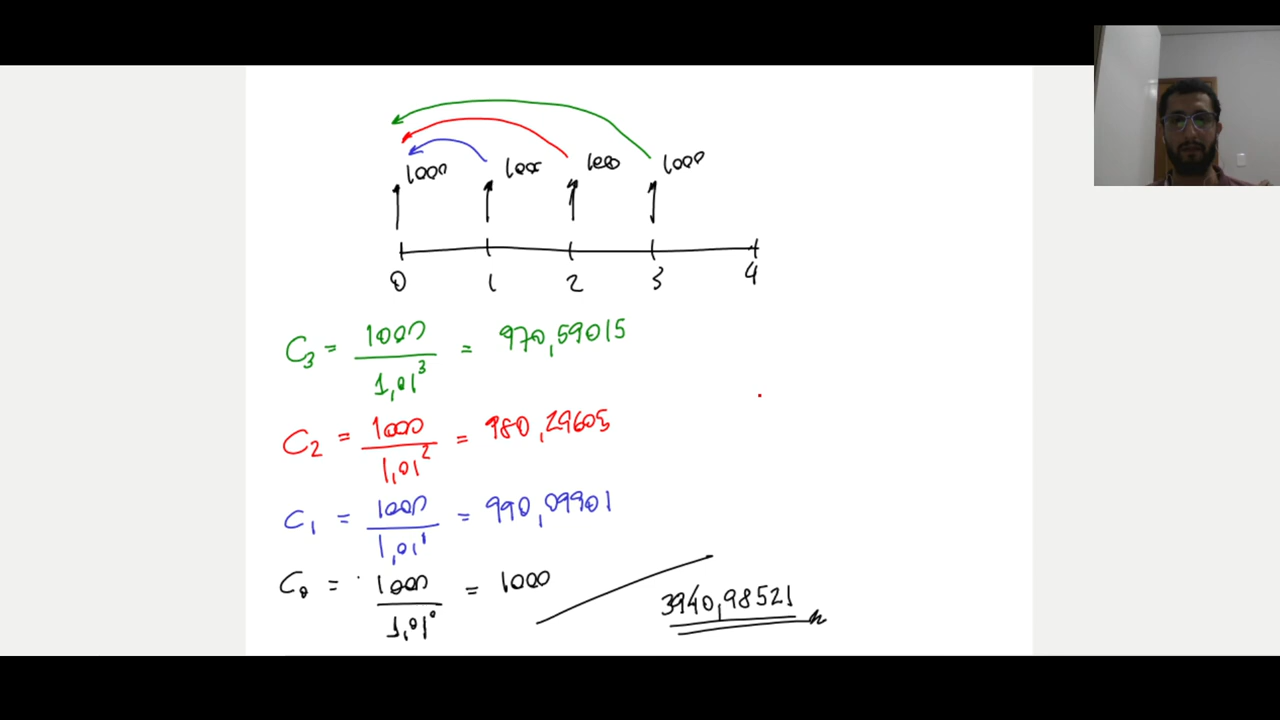 1000 1000 1000 1000
0 1 2 3 4
C₃ = 1000 / 1,01³ = 970,59015
C₂ = 1000 / 1,01² = 980,29605
C₁ = 1000 / 1,01¹ = 990,09901
C₀ = 1000 / 1,01⁰ = 1000
3940,98521